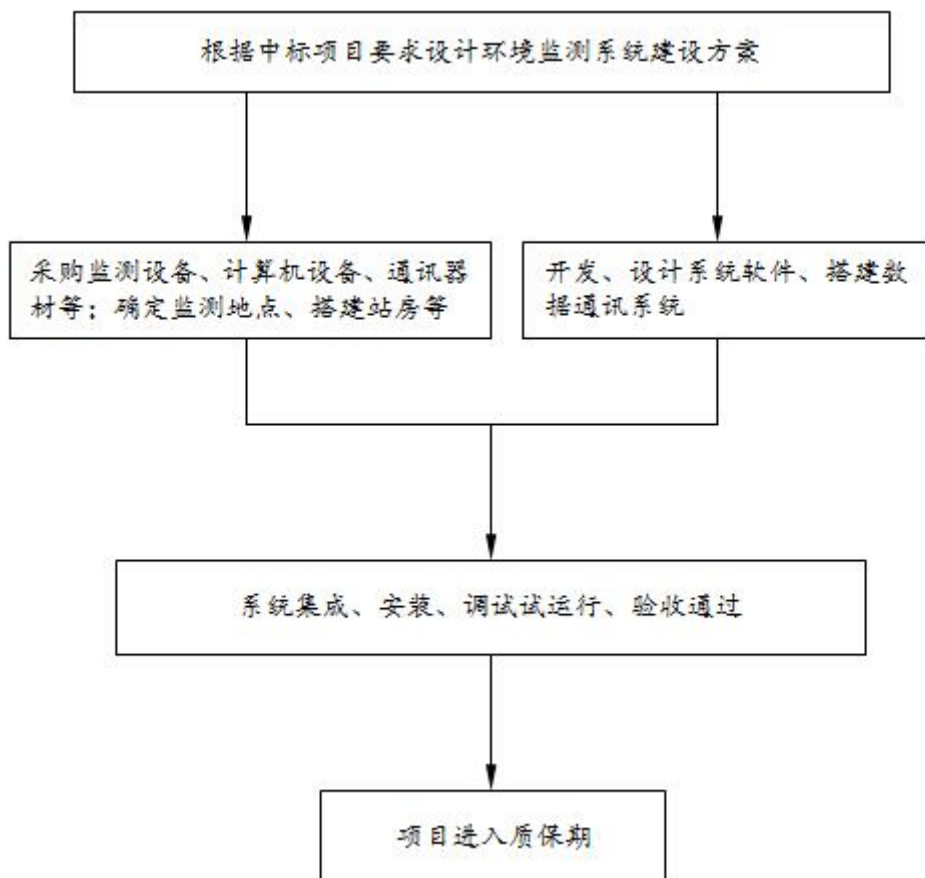 根据中标项目要求设计环境监测系统建设方案
采购监测设备、计算机设备、通讯器
材等；确定监测地点、搭建站房等
开发、设计系统软件、搭建数
据通讯系统
系统集成、安装、调试试运行、验收通过
项目进入质保期